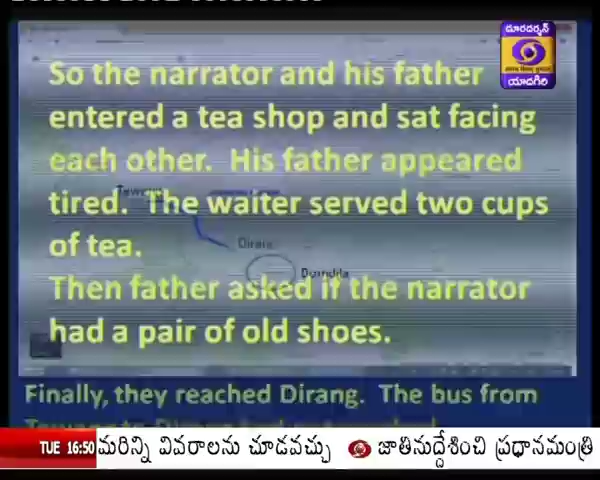 దూరదర్శన్
యాదగిరి
So the narrator and his father
entered a tea shop and sat facing
each other. His father appeared
tired. The waiter served two cups
of tea.
Dirang
Then father asked if the narrator
had a pair of old shoes.
Finally, they reached Dirang. The bus from
TUE 16:50 మరిన్ని వివరాలను చూడవచ్చు జాతినుద్దేశించి ప్రధానమంత్రి